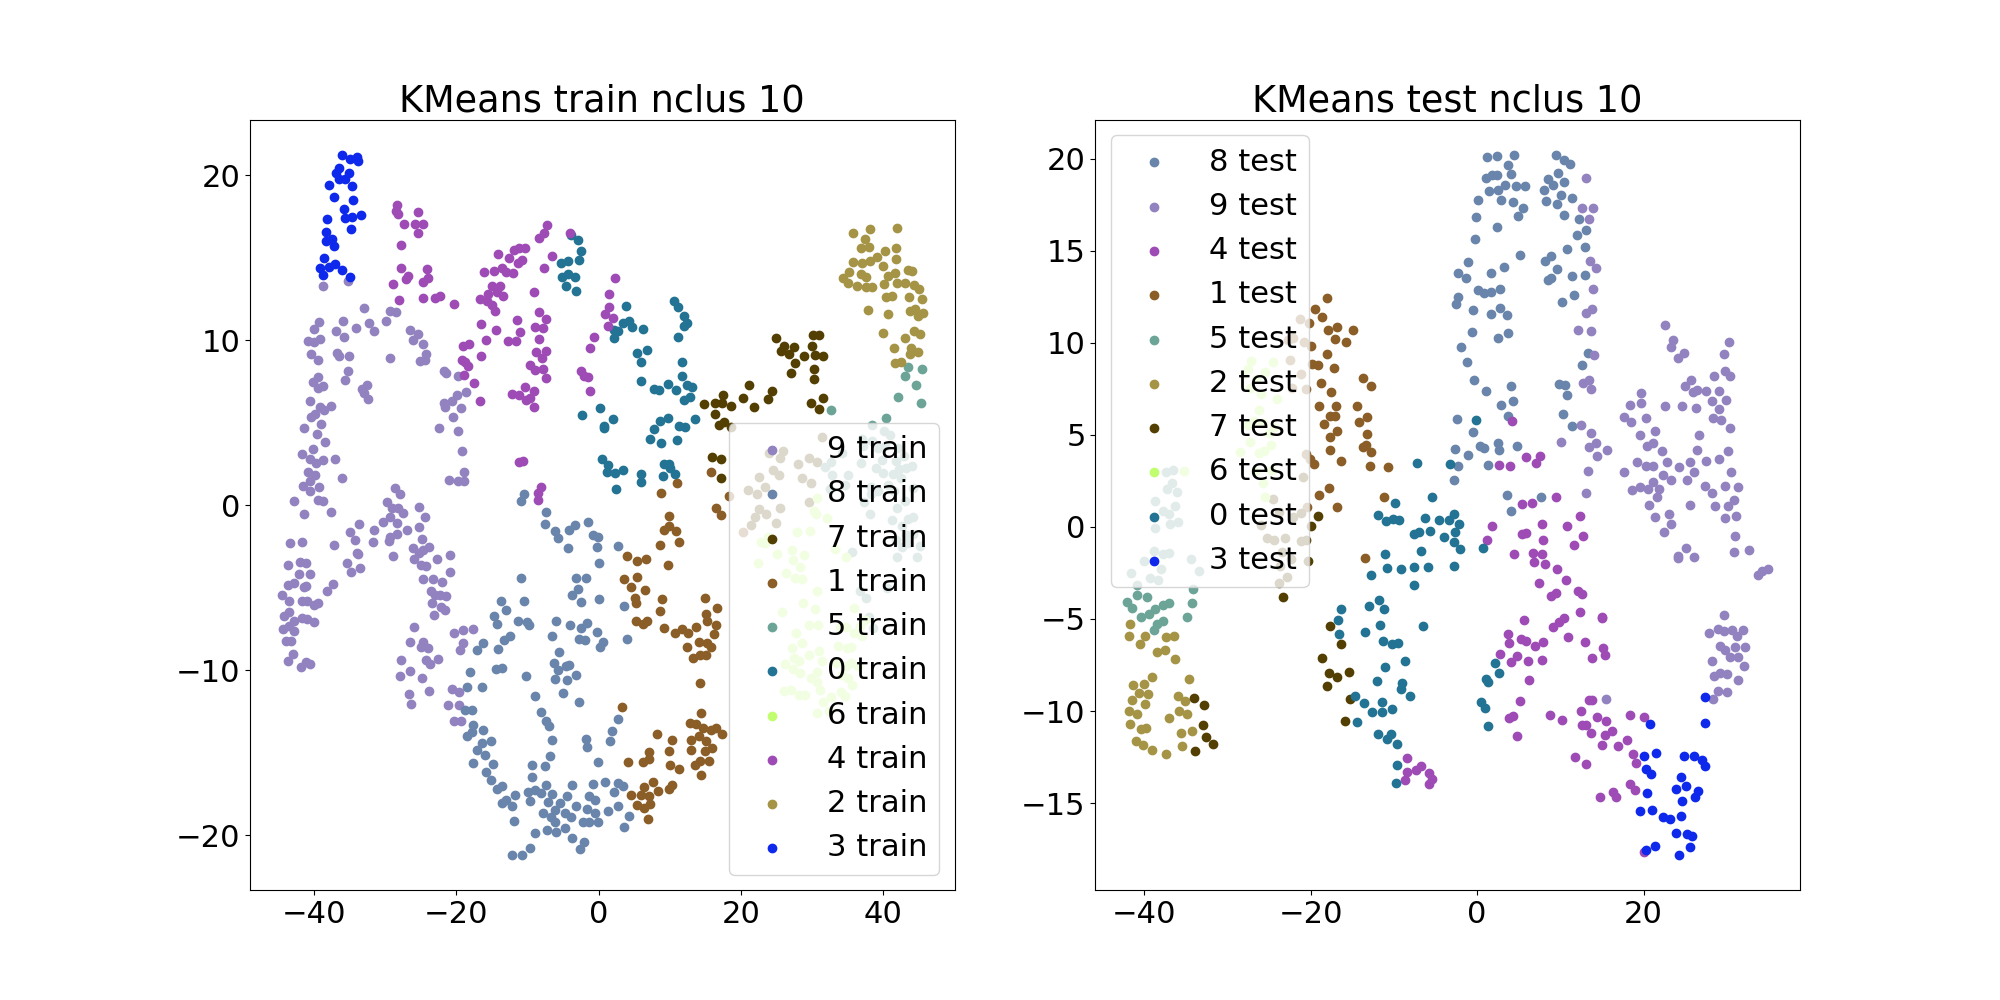 KMeans train nclus 10
20
10
0
−10
−20
−40
−20
0
20
40
9 train
8 train
7 train
1 train
5 train
0 train
6 train
4 train
2 train
3 train
KMeans test nclus 10
20
15
10
5
0
−5
−10
−15
−40
−20
0
20
8 test
9 test
4 test
1 test
5 test
2 test
7 test
6 test
0 test
3 test